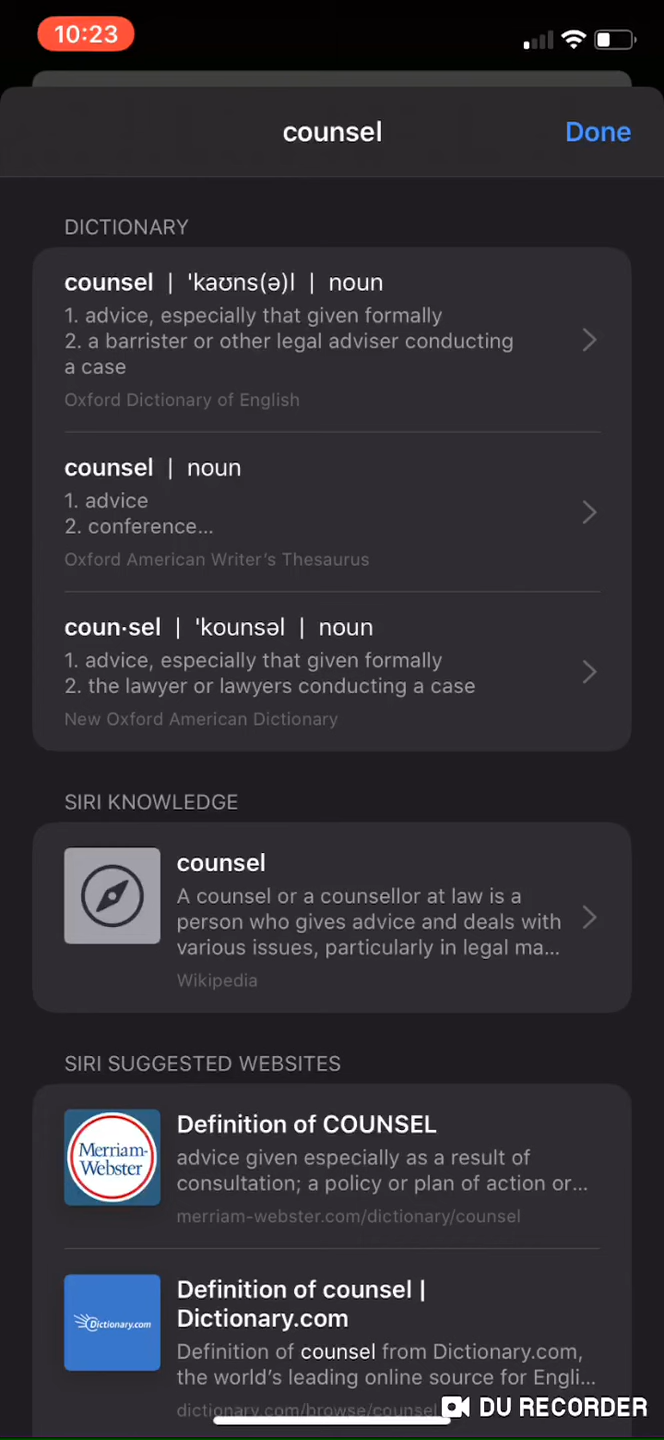 10:23
counsel
Done
DICTIONARY
counsel | ˈkaʊns(ə)l | noun
1. advice, especially that given formally
2. a barrister or other legal adviser conducting
a case
Oxford Dictionary of English
counsel | noun
1. advice
2. conference...
Oxford American Writer's Thesaurus
coun·sel | ˈkounsəl | noun
1. advice, especially that given formally
2. the lawyer or lawyers conducting a case
New Oxford American Dictionary
SIRI KNOWLEDGE
counsel
A counsel or a counsellor at law is a
person who gives advice and deals with
various issues, particularly in legal ma...
Wikipedia
SIRI SUGGESTED WEBSITES
Merriam-
Webster
Definition of COUNSEL
advice given especially as a result of
consultation; a policy or plan of action or...
merriam-webster.com/dictionary/counsel
Dictionary.com
Definition of counsel |
Dictionary.com
Definition of counsel from Dictionary.com,
the world's leading online source for Engli...
dictionary.com/browse/counsel
DU RECORDER